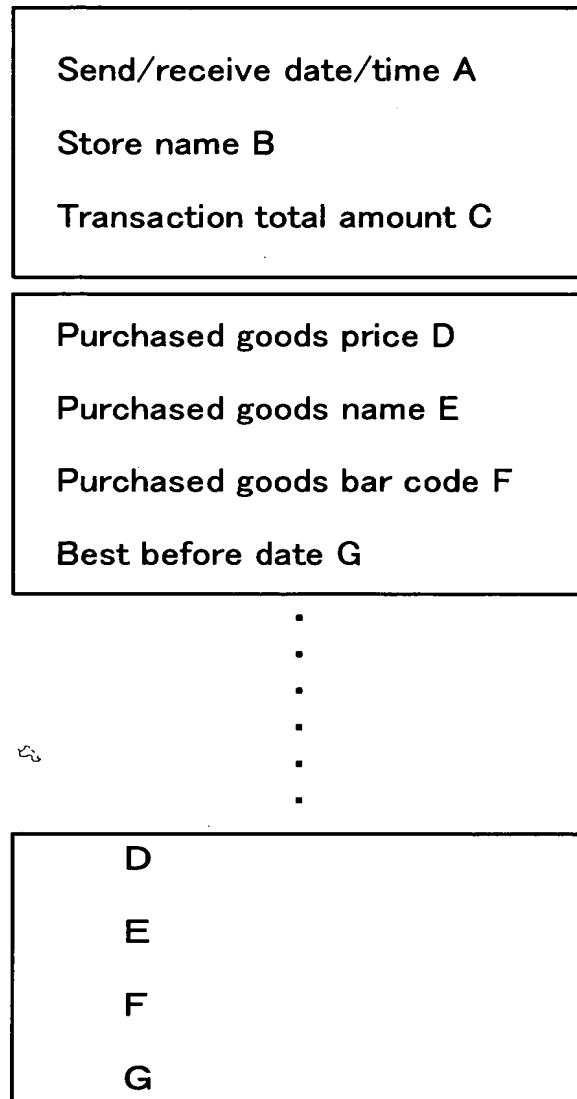 Send/receive date/time A
Store name B
Transaction total amount C
Purchased goods price D
Purchased goods name E
Purchased goods bar code F
Best before date G
D
E
F
G